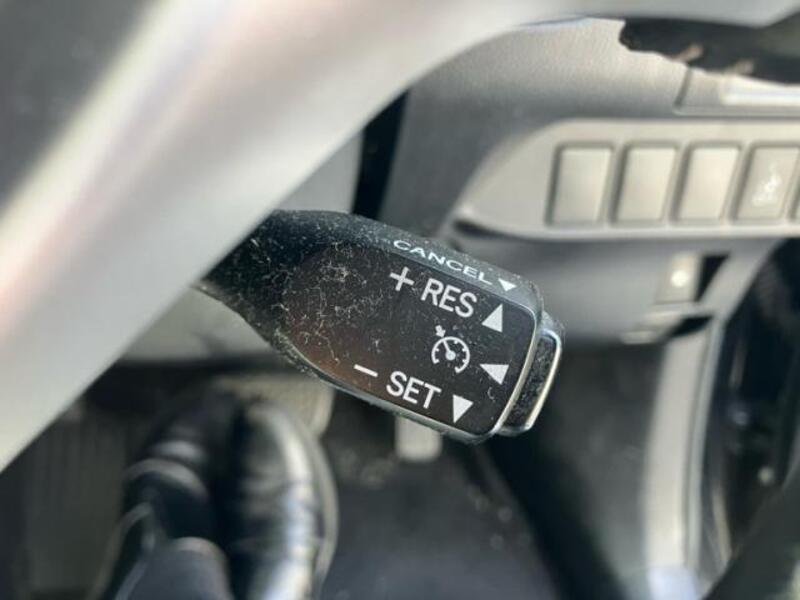 CANCEL
+ RES
- SET